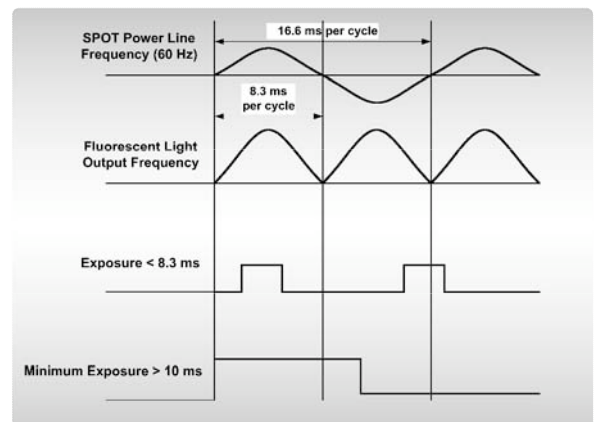 SPOT Power Line
Frequency (60 Hz)
16.6 ms per cycle
8.3 ms
per cycle
Fluorescent Light
Output Frequency
Exposure < 8.3 ms
Minimum Exposure > 10 ms